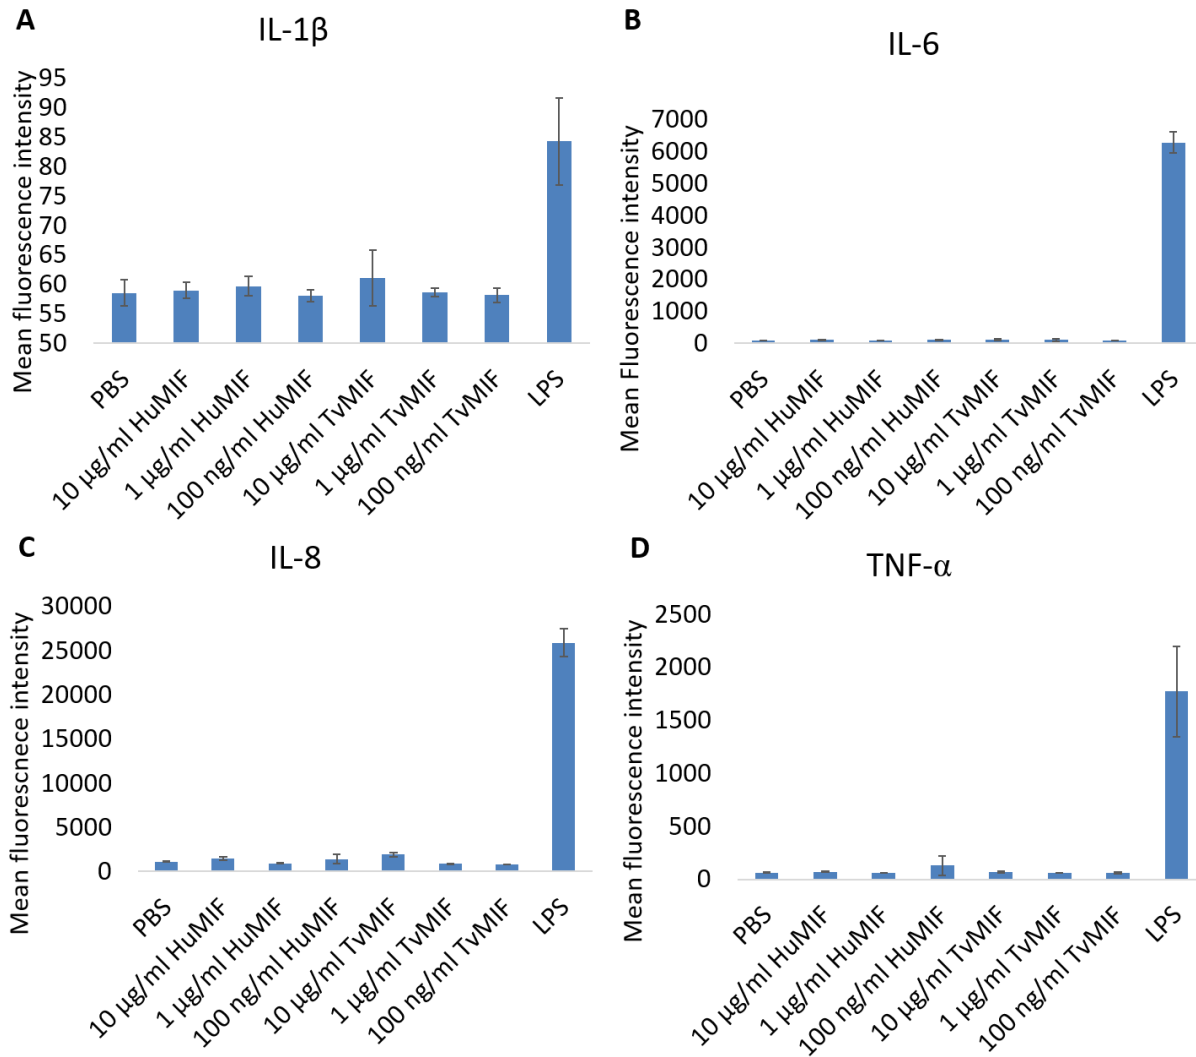 A
IL-1β
Mean fluorescence intensity
95
90
85
80
75
70
65
60
55
50
PBS
10 µg/ml HuMIF
1 µg/ml HuMIF
100 ng/ml HuMIF
10 µg/ml TvMIF
1 µg/ml TvMIF
100 ng/ml TvMIF
LPS
B
IL-6
Mean Fluorescence intensity
7000
6000
5000
4000
3000
2000
1000
0
PBS
10 µg/ml HuMIF
1 µg/ml HuMIF
100 ng/ml HuMIF
10 µg/ml TvMIF
1 µg/ml TvMIF
100 ng/ml TvMIF
LPS
C
IL-8
Mean fluorescnece intensity
30000
25000
20000
15000
10000
5000
0
PBS
10 µg/ml HuMIF
1 µg/ml HuMIF
100 ng/ml HuMIF
10 µg/ml TvMIF
1 µg/ml TvMIF
100 ng/ml TvMIF
LPS
D
TNF-α
Mean fluorescence intensity
2500
2000
1500
1000
500
0
PBS
10 µg/ml HuMIF
1 µg/ml HuMIF
100 ng/ml HuMIF
10 µg/ml TvMIF
1 µg/ml TvMIF
100 ng/ml TvMIF
LPS